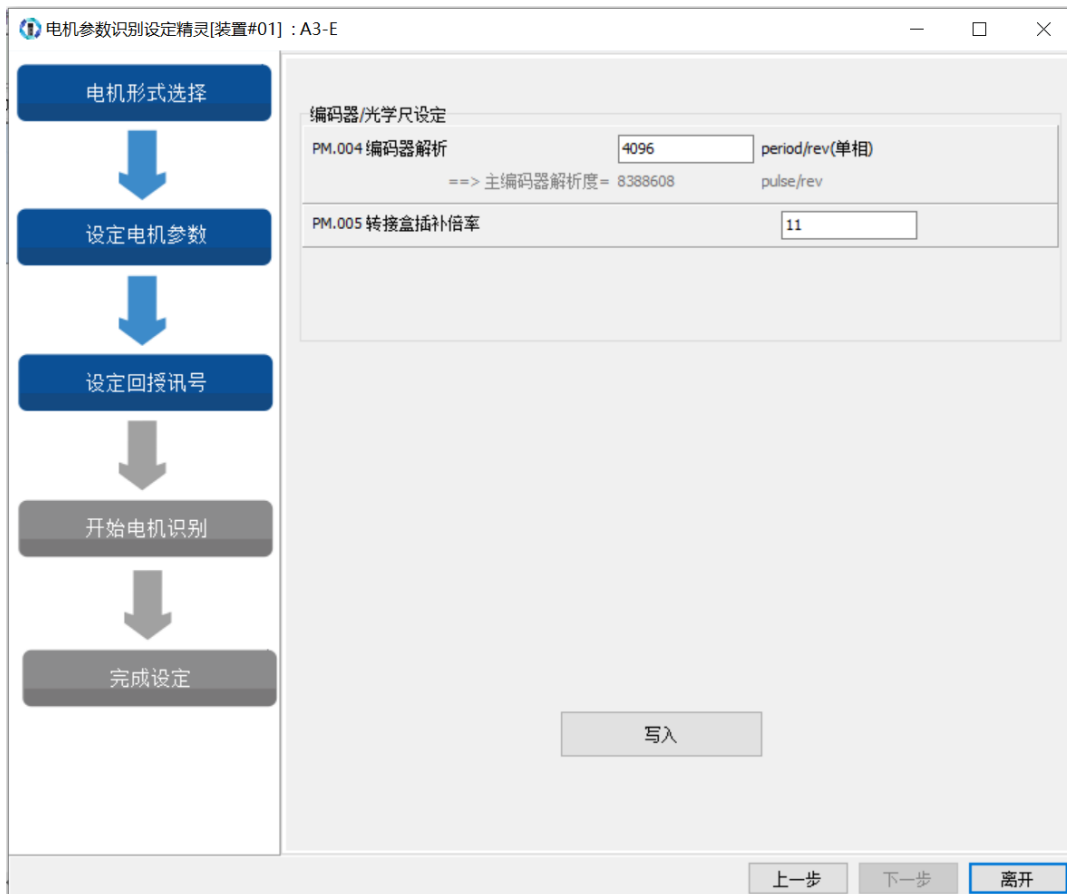 电机参数识别设定精灵[装置#01] : A3-E
电机形式选择
设定电机参数
设定回授讯号
开始电机识别
完成设定
编码器/光学尺设定
PM.004 编码器解析 4096 period/rev(单相)
==> 主编码器解析度= 8388608 pulse/rev
PM.005 转接盒插补倍率 11
写入
上一步 下一步 离开